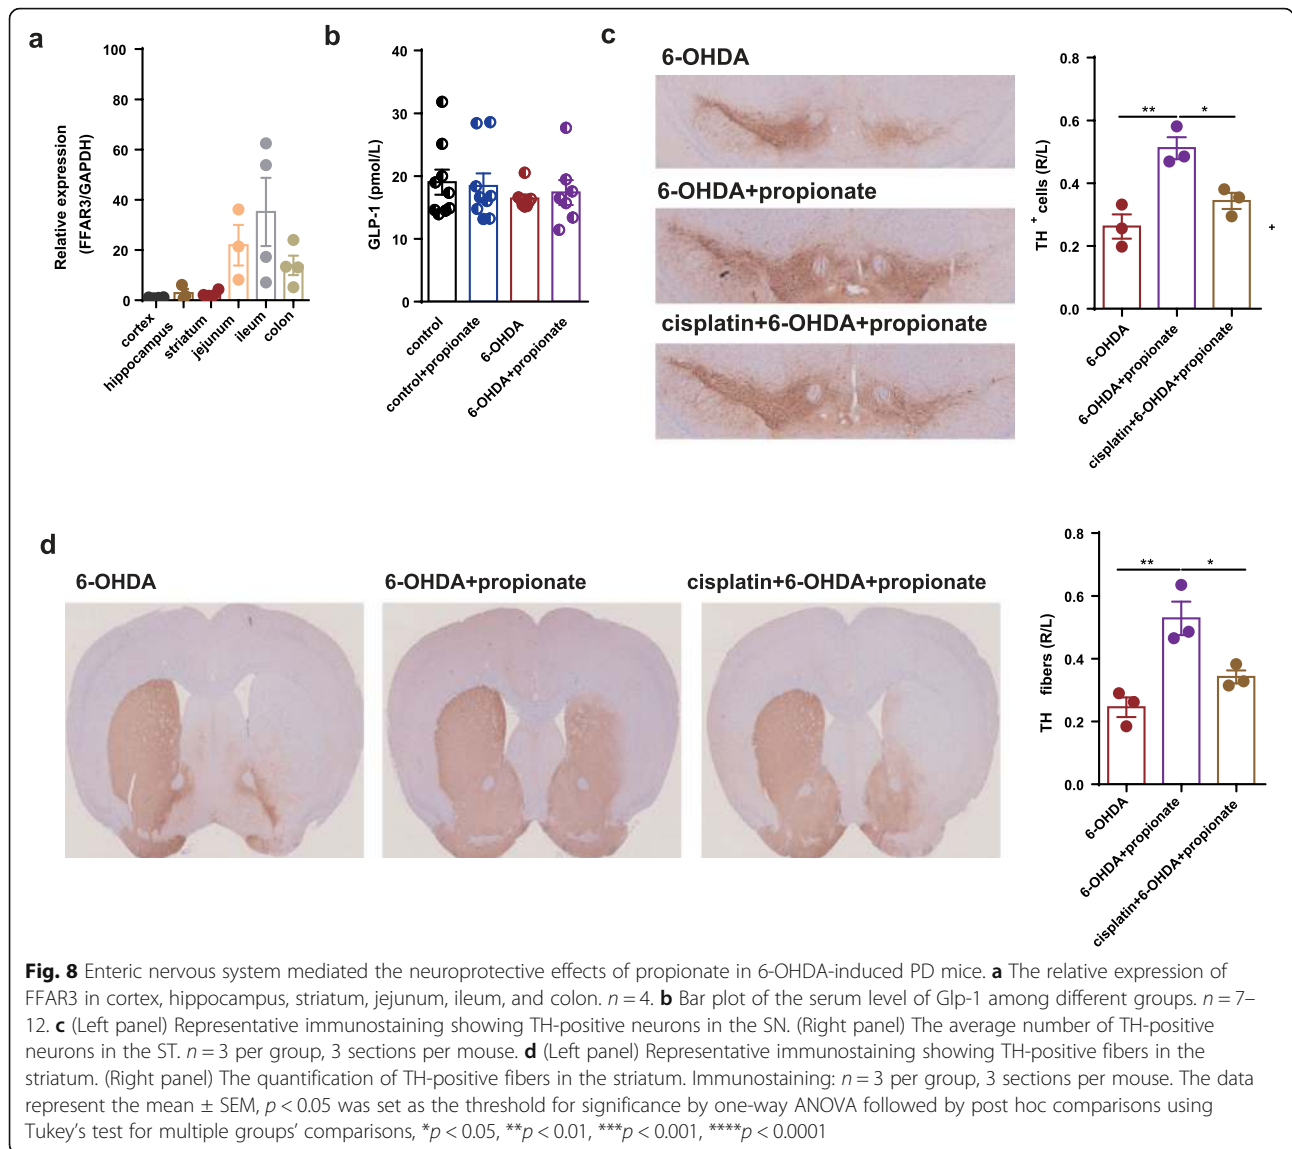 a
Relative expression
(FFAR3/GAPDH)
100
80
60
40
20
0
cortex
hippocampus
striatum
jejunum
ileum
colon
b
GLP-1 (pmol/L)
40
30
20
10
0
control
control+propionate
6-OHDA
6-OHDA+propionate
c
6-OHDA
6-OHDA+propionate
cisplatin+6-OHDA+propionate
TH + cells (R/L)
0.8
0.6
0.4
0.2
0.0
** *
+
6-OHDA
6-OHDA+propionate
cisplatin+6-OHDA+propionate
d
6-OHDA
6-OHDA+propionate
cisplatin+6-OHDA+propionate
TH fibers (R/L)
0.8
0.6
0.4
0.2
0.0
** *
6-OHDA
6-OHDA+propionate
cisplatin+6-OHDA+propionate
Fig. 8 Enteric nervous system mediated the neuroprotective effects of propionate in 6-OHDA-induced PD mice. a The relative expression of
FFAR3 in cortex, hippocampus, striatum, jejunum, ileum, and colon. n = 4. b Bar plot of the serum level of Glp-1 among different groups. n = 7–
12. c (Left panel) Representative immunostaining showing TH-positive neurons in the SN. (Right panel) The average number of TH-positive
neurons in the ST. n = 3 per group, 3 sections per mouse. d (Left panel) Representative immunostaining showing TH-positive fibers in the
striatum. (Right panel) The quantification of TH-positive fibers in the striatum. Immunostaining: n = 3 per group, 3 sections per mouse. The data
represent the mean ± SEM, p < 0.05 was set as the threshold for significance by one-way ANOVA followed by post hoc comparisons using
Tukey's test for multiple groups' comparisons, *p < 0.05, **p < 0.01, ***p < 0.001, ****p < 0.0001